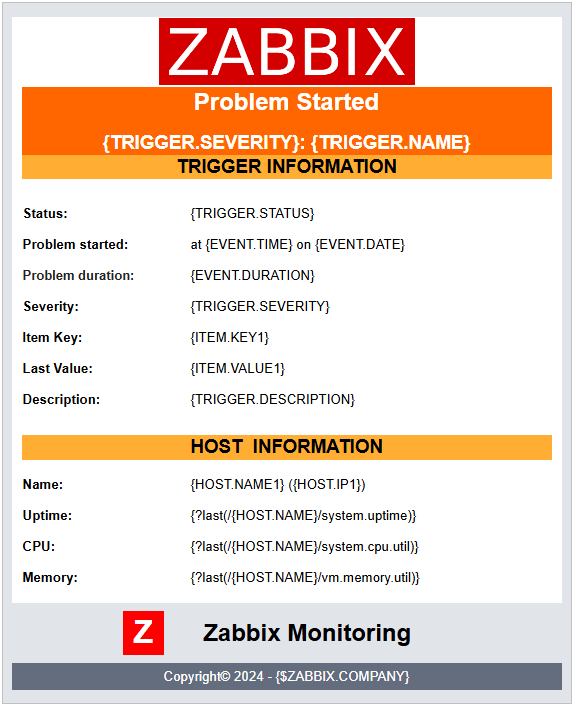 ZABBIX
Problem Started
{TRIGGER.SEVERITY}: {TRIGGER.NAME}
TRIGGER INFORMATION
Status: {TRIGGER.STATUS}
Problem started: at {EVENT.TIME} on {EVENT.DATE}
Problem duration: {EVENT.DURATION}
Severity: {TRIGGER.SEVERITY}
Item Key: {ITEM.KEY1}
Last Value: {ITEM.VALUE1}
Description: {TRIGGER.DESCRIPTION}
HOST  INFORMATION
Name: {HOST.NAME1} ({HOST.IP1})
Uptime: {?last(/{HOST.NAME}/system.uptime)}
CPU: {?last(/{HOST.NAME}/system.cpu.util)}
Memory: {?last(/{HOST.NAME}/vm.memory.util)}
Z Zabbix Monitoring
Copyright© 2024 - {$ZABBIX.COMPANY}